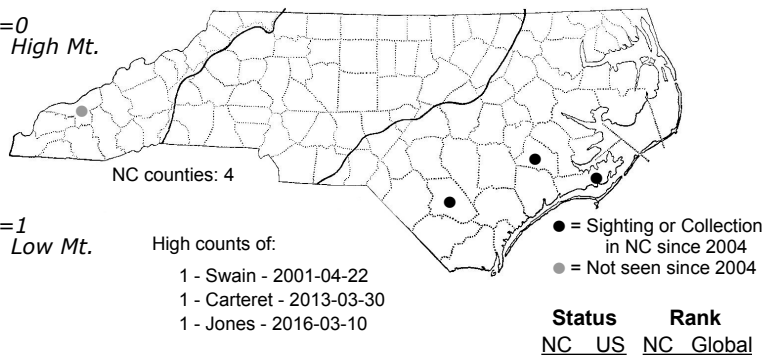 =0
High Mt.
NC counties: 4
=1
Low Mt.
High counts of:
1 - Swain - 2001-04-22
1 - Carteret - 2013-03-30
1 - Jones - 2016-03-10
● = Sighting or Collection
in NC since 2004
● = Not seen since 2004
Status Rank
NC US NC Global